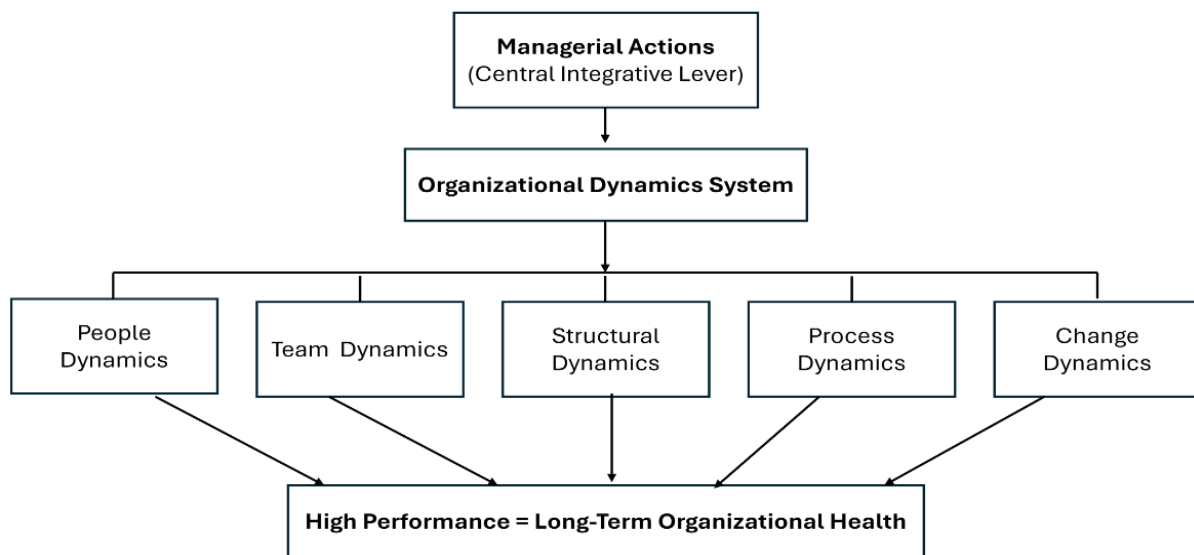 Managerial Actions
(Central Integrative Lever)
Organizational Dynamics System
People
Dynamics
Team Dynamics
Structural
Dynamics
Process
Dynamics
Change
Dynamics
High Performance = Long-Term Organizational Health